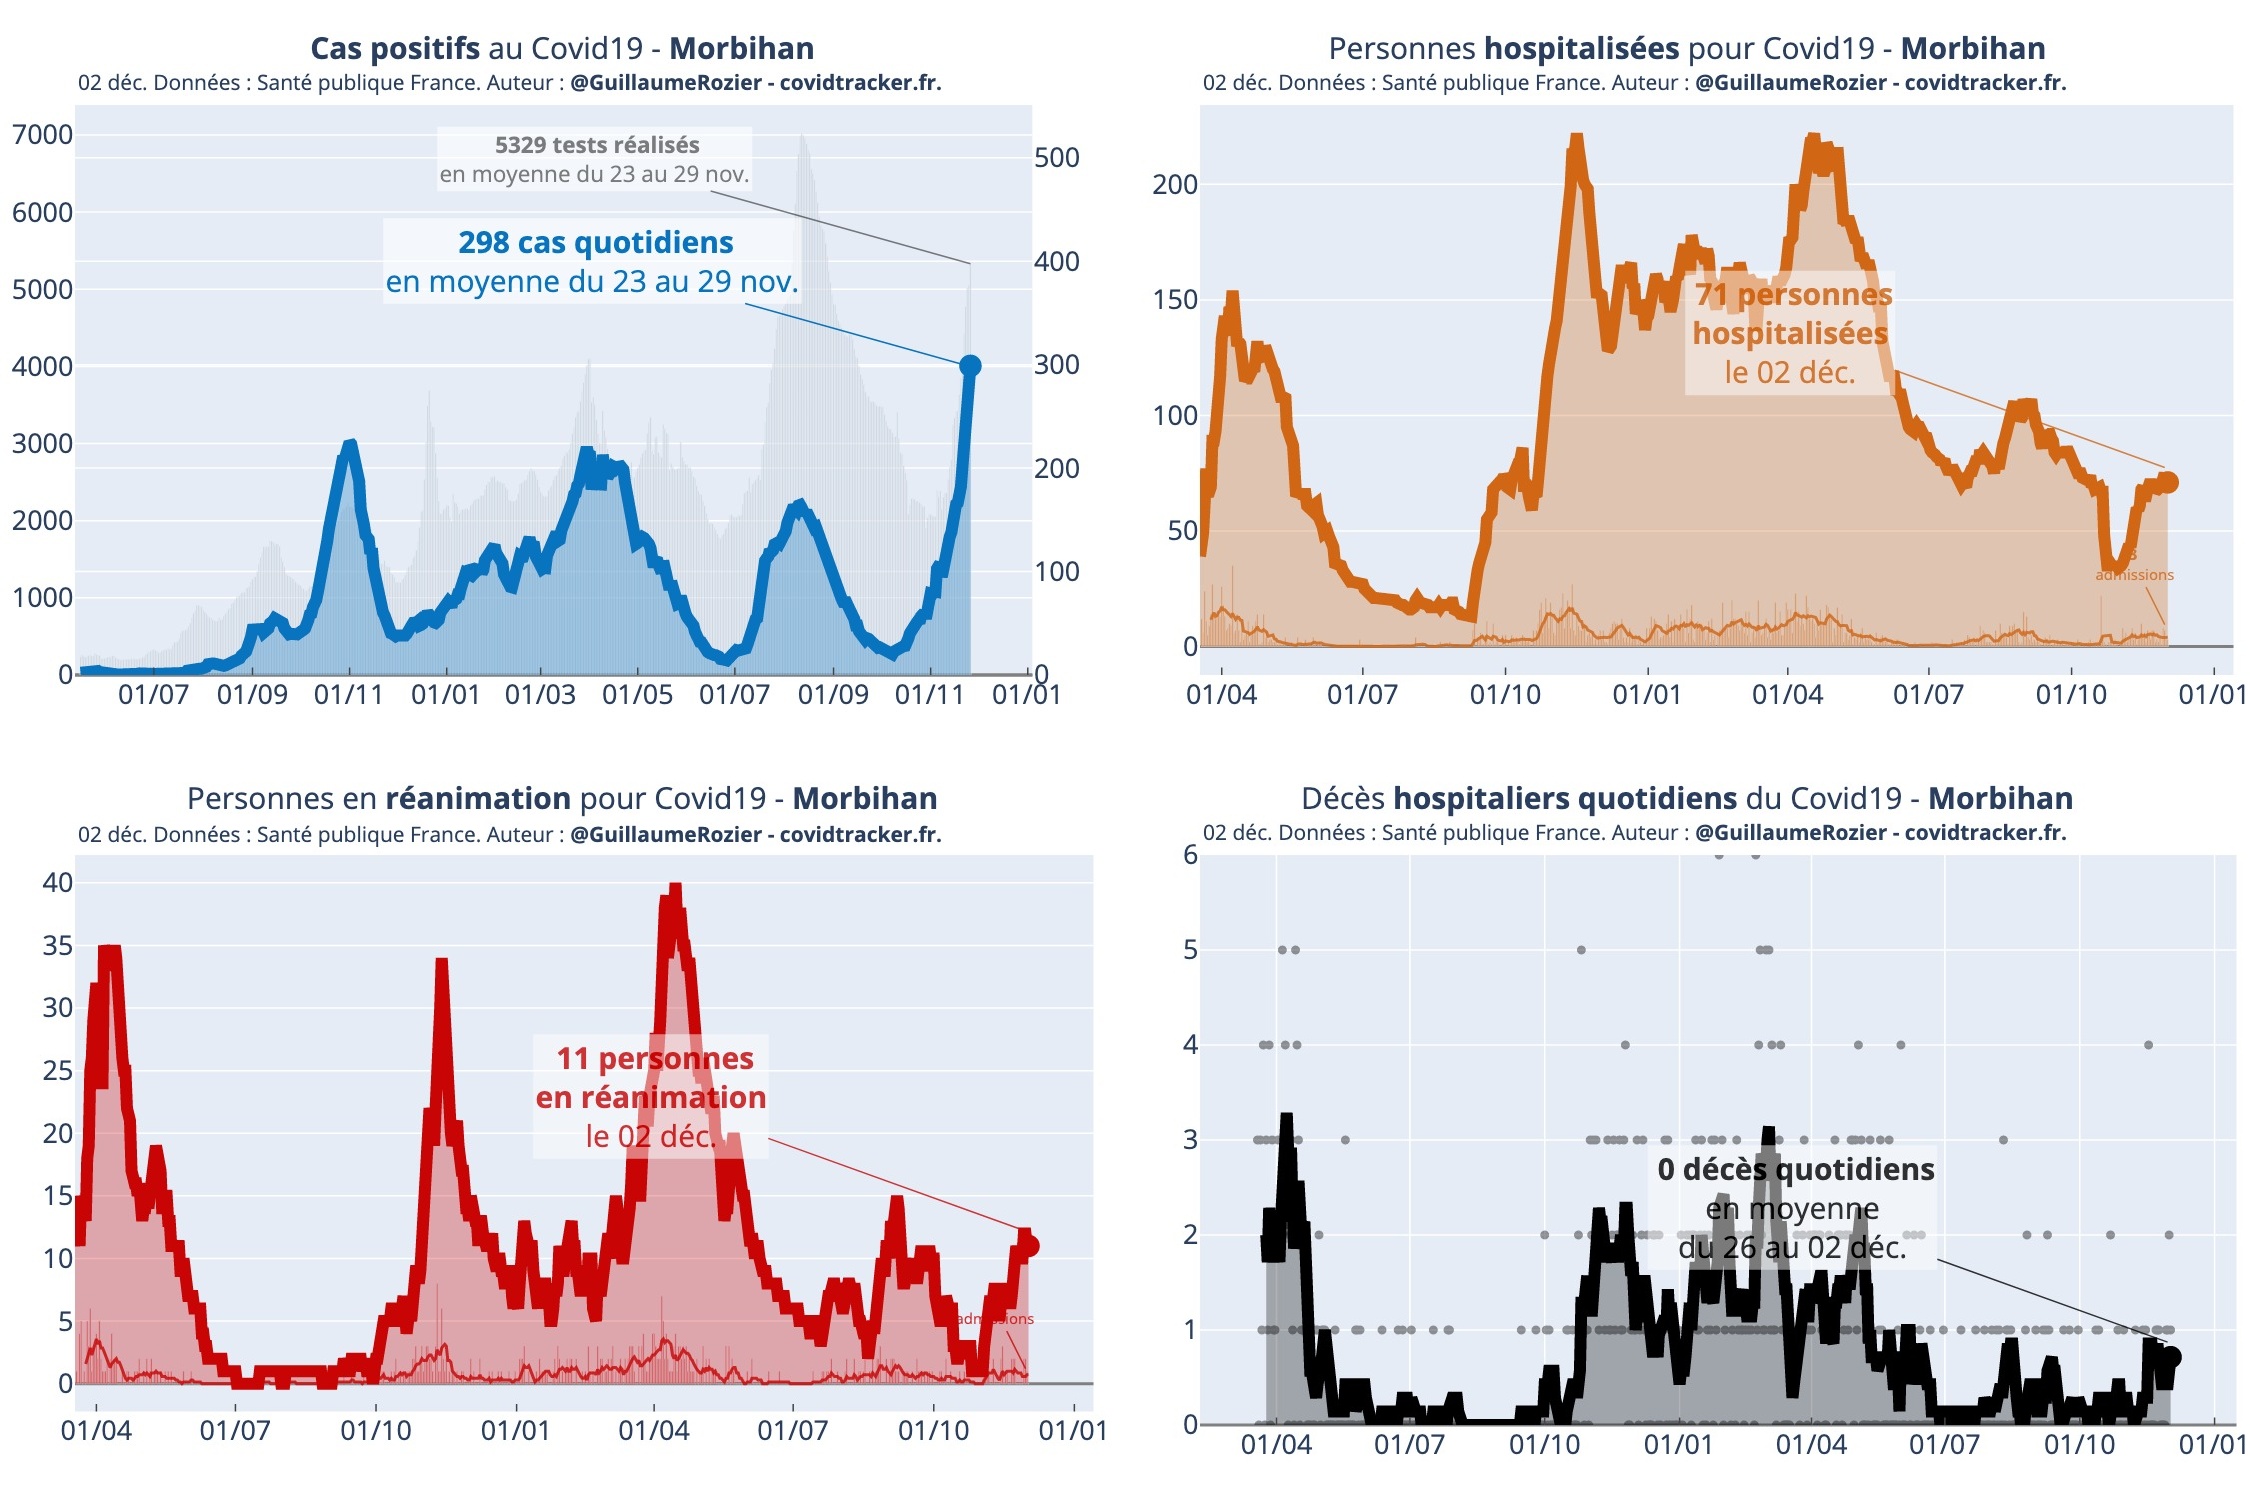 Cas positifs au Covid19 - Morbihan
02 déc. Données : Santé publique France. Auteur : @GuillaumeRozier - covidtracker.fr.
7000
6000
5000
4000
3000
2000
1000
0
500
400
300
200
100
0
5329 tests réalisés
en moyenne du 23 au 29 nov.
298 cas quotidiens
en moyenne du 23 au 29 nov.
01/07 01/09 01/11 01/01 01/03 01/05 01/07 01/09 01/11 01/01
Personnes hospitalisées pour Covid19 - Morbihan
02 déc. Données : Santé publique France. Auteur : @GuillaumeRozier - covidtracker.fr.
200
150
100
50
0
71 personnes
hospitalisées
le 02 déc.
admissions
01/04 01/07 01/10 01/01 01/04 01/07 01/10 01/01
Personnes en réanimation pour Covid19 - Morbihan
02 déc. Données : Santé publique France. Auteur : @GuillaumeRozier - covidtracker.fr.
40
35
30
25
20
15
10
5
0
11 personnes
en réanimation
le 02 déc.
admissions
01/04 01/07 01/10 01/01 01/04 01/07 01/10 01/01
Décès hospitaliers quotidiens du Covid19 - Morbihan
02 déc. Données : Santé publique France. Auteur : @GuillaumeRozier - covidtracker.fr.
6
5
4
3
2
1
0
0 décès quotidiens
en moyenne
du 26 au 02 déc.
01/04 01/07 01/10 01/01 01/04 01/07 01/10 01/01